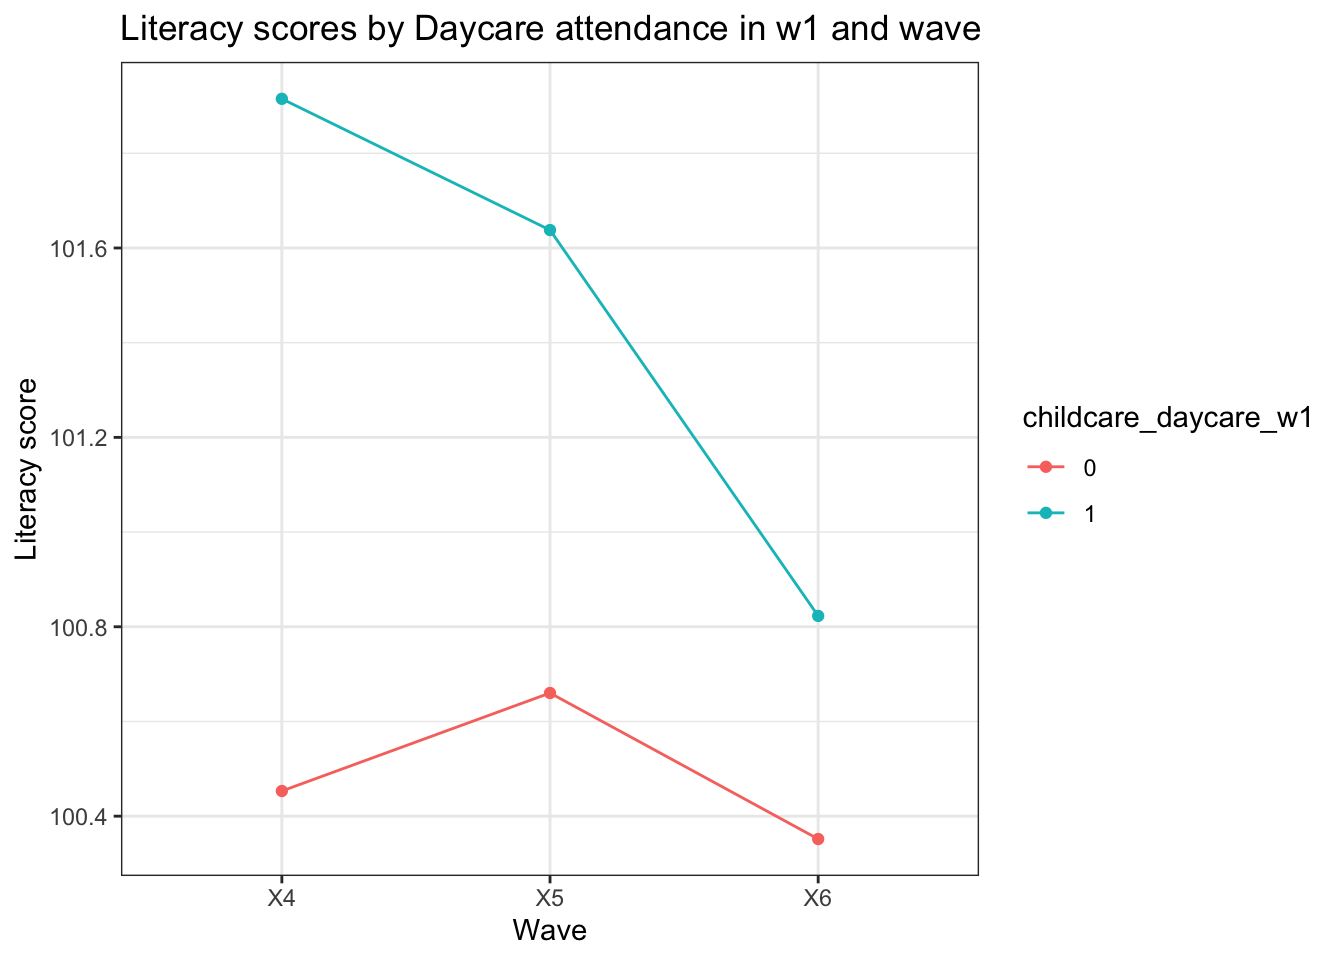 Literacy scores by Daycare attendance in w1 and wave
Literacy score
101.6
101.2
100.8
100.4
X4 X5 X6
Wave
childcare_daycare_w1
0
1